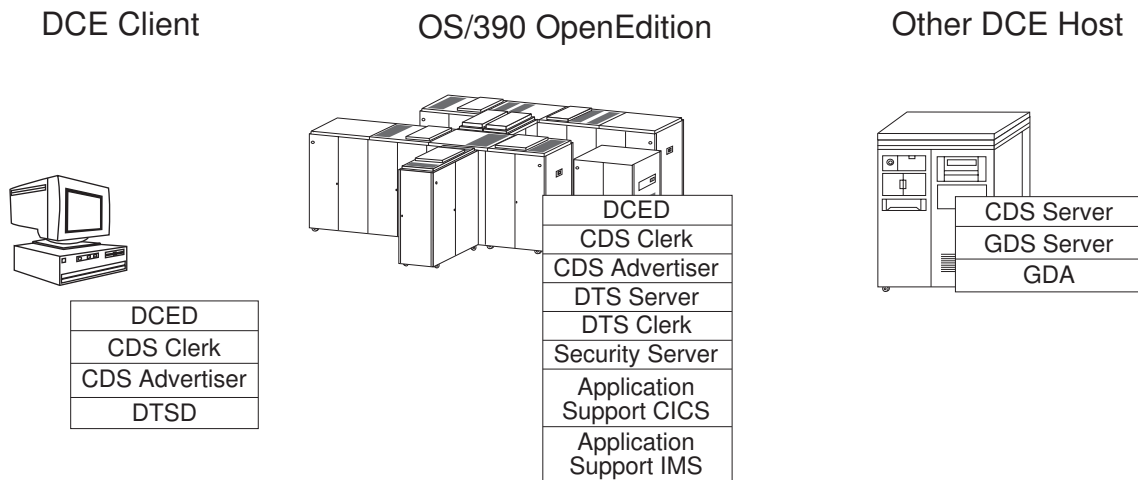 DCE Client
OS/390 OpenEdition
Other DCE Host
DCED
CDS Clerk
CDS Advertiser
DTSD
DCED
CDS Clerk
CDS Advertiser
DTS Server
DTS Clerk
Security Server
Application
Support CICS
Application
Support IMS
CDS Server
GDS Server
GDA